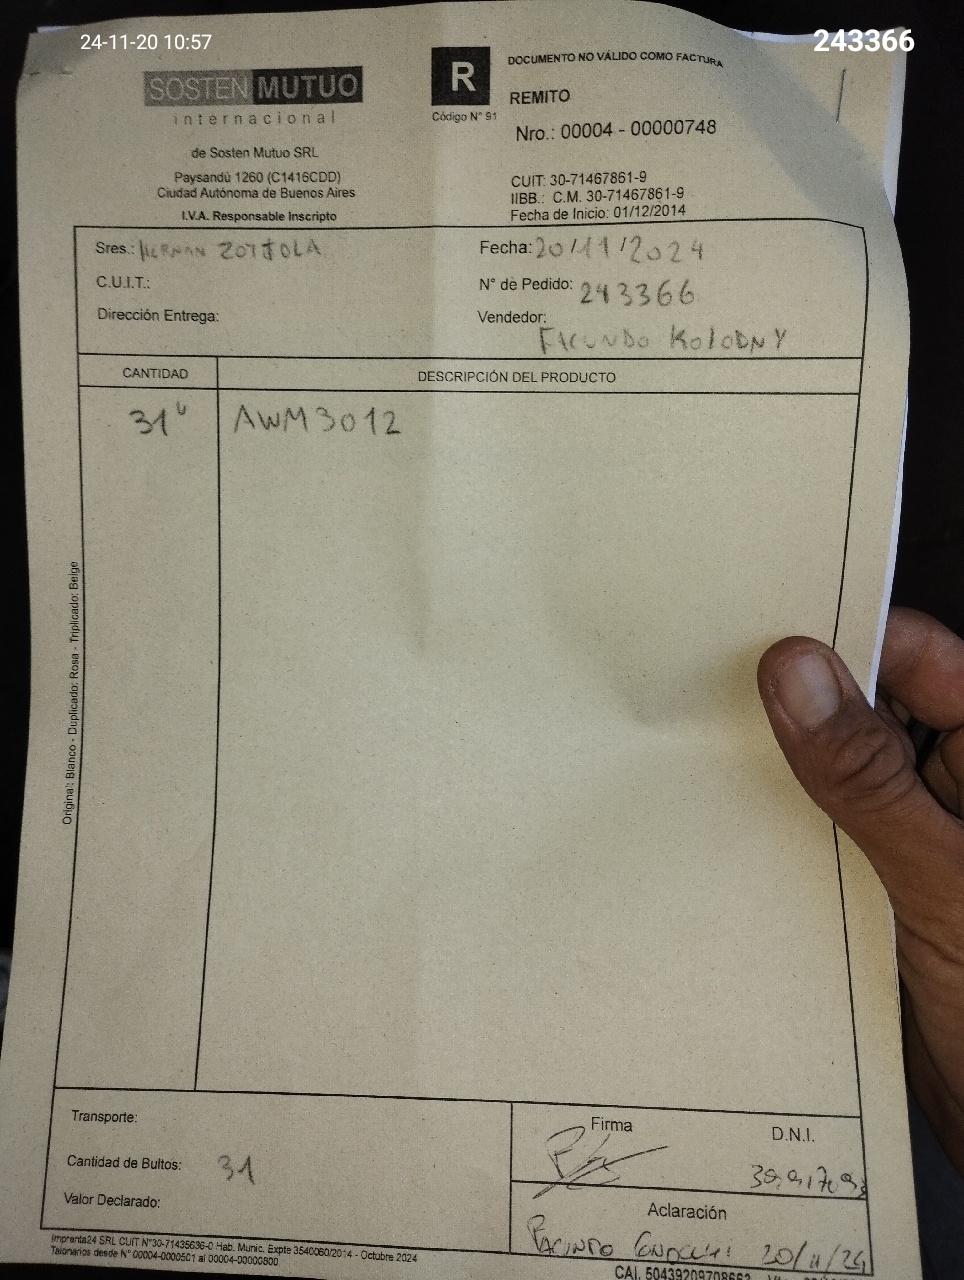 24-11-20 10:57
243366
SOSTEN MUTUO
internacional
de Sosten Mutuo SRL
Paysandú 1260 (C1416CDD)
Ciudad Autónoma de Buenos Aires
I.V.A. Responsable Inscripto
R
Código N° 91
DOCUMENTO NO VÁLIDO COMO FACTURA
REMITO
Nro.: 00004 - 00000748
CUIT: 30-71467861-9
IIBB.: C.M. 30-71467861-9
Fecha de Inicio: 01/12/2014
Sres.: HERNAN ZOTTOLA
C.U.I.T.:
Dirección Entrega:
Fecha: 20/11/2024
N° de Pedido: 243366
Vendedor:
FACUNDO KOLODNY
CANTIDAD DESCRIPCIÓN DEL PRODUCTO
31u AWM3012
Original: Blanco - Duplicado: Rosa - Triplicado: Beige
Transporte:
Cantidad de Bultos: 31
Valor Declarado:
Firma
D.N.I.
Aclaración
20/11/24
Imprenta24 SRL CUIT N°30-71435636-0 Hab. Munic. Expte 3540060/2014 - Octubre 2024
Talonarios desde N° 00004-0000501 al 00004-00000800
CAI. 50439209708662